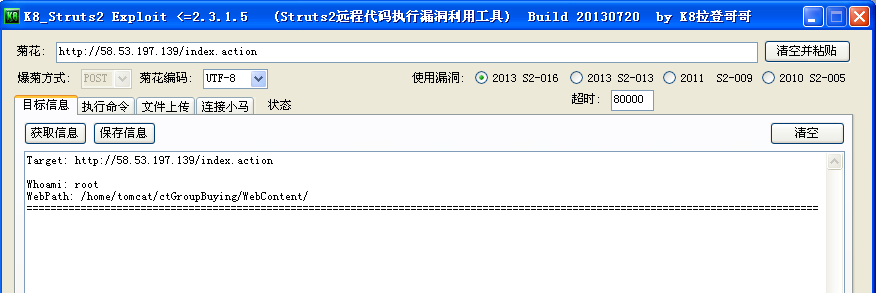 K8_Struts2 Exploit <=2.3.1.5 (Struts2远程代码执行漏洞利用工具) Build 20130720 by K8拉登哥哥
菊花: http://58.53.197.139/index.action 清空并粘贴
爆菊方式: POST 菊花编码: UTF-8 使用漏洞: 2013 S2-016 2013 S2-013 2011 S2-009 2010 S2-005
目标信息 执行命令 文件上传 连接小马 状态 超时: 80000
获取信息 保存信息 清空
Target: http://58.53.197.139/index.action
Whoami: root
WebPath: /home/tomcat/ctGroupBuying/WebContent/